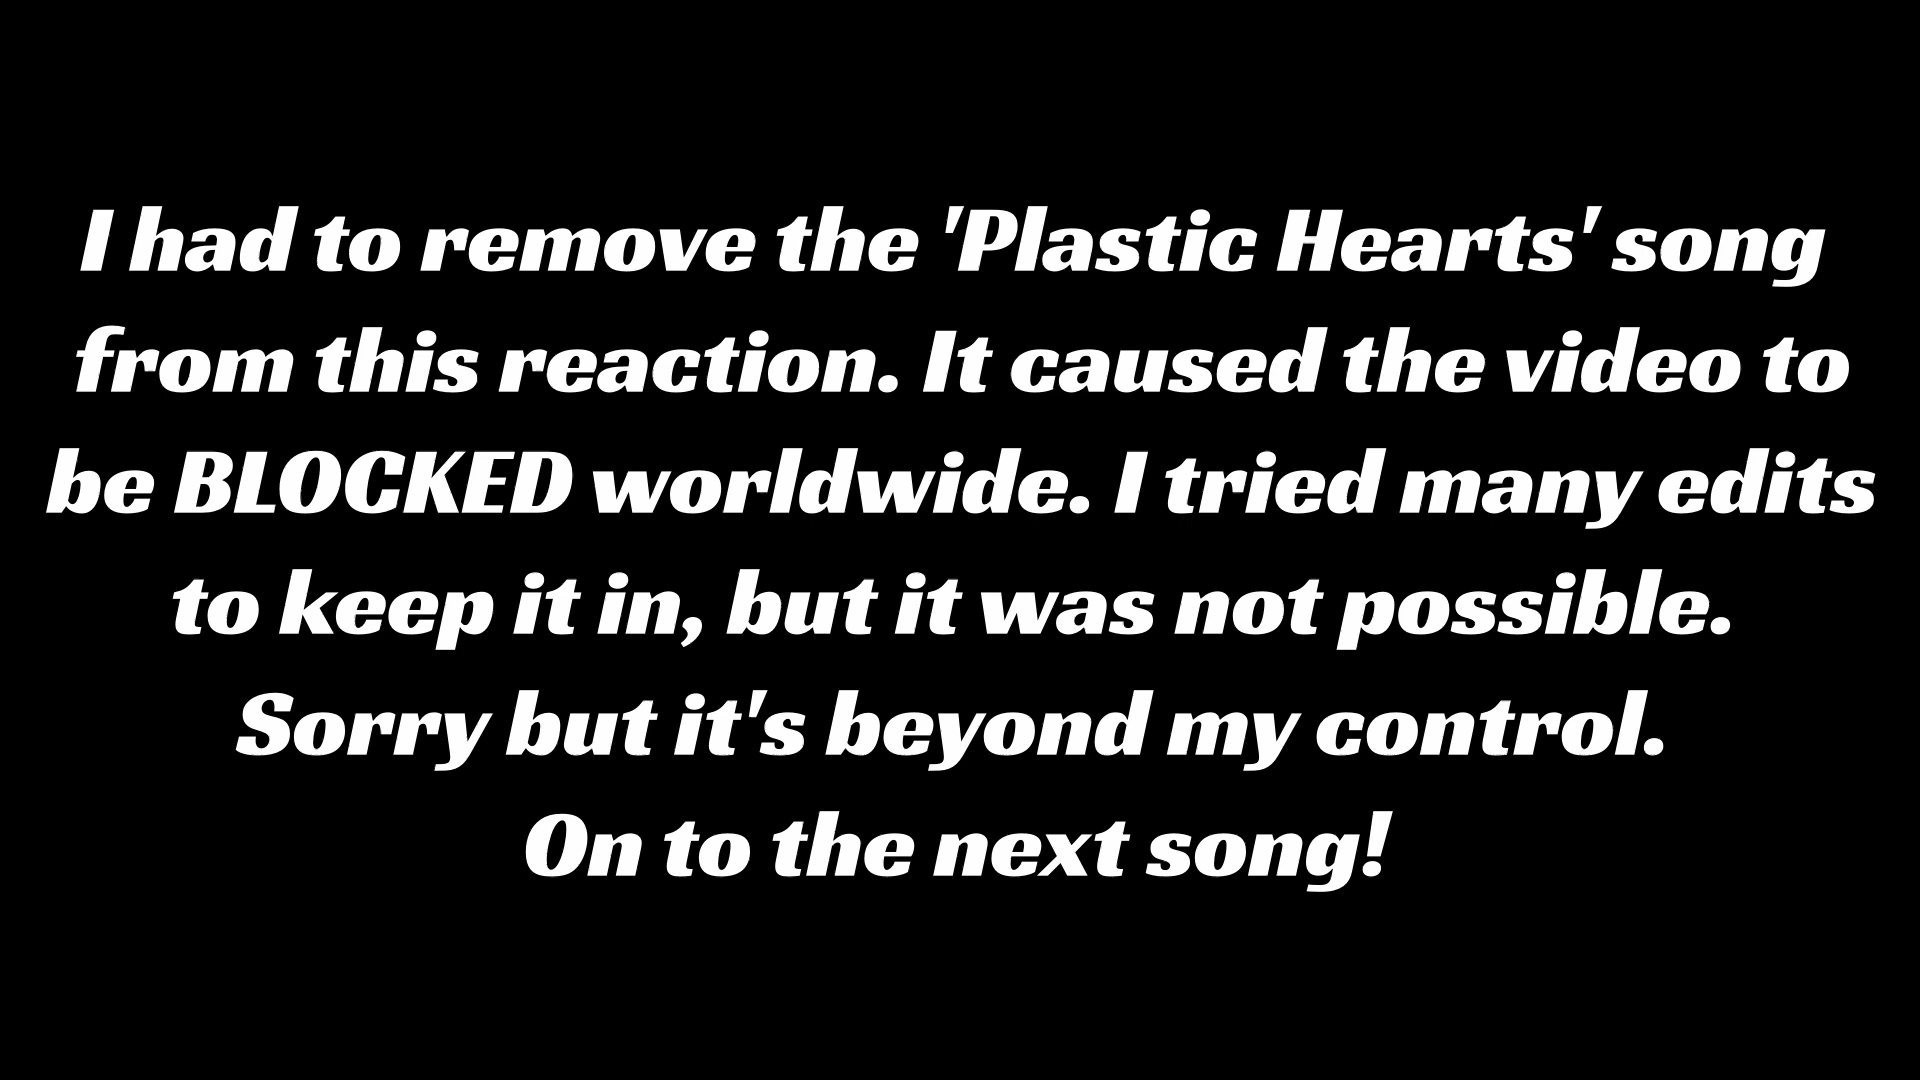 I had to remove the 'Plastic Hearts' song
from this reaction. It caused the video to
be BLOCKED worldwide. I tried many edits
to keep it in, but it was not possible.
Sorry but it's beyond my control.
On to the next song!